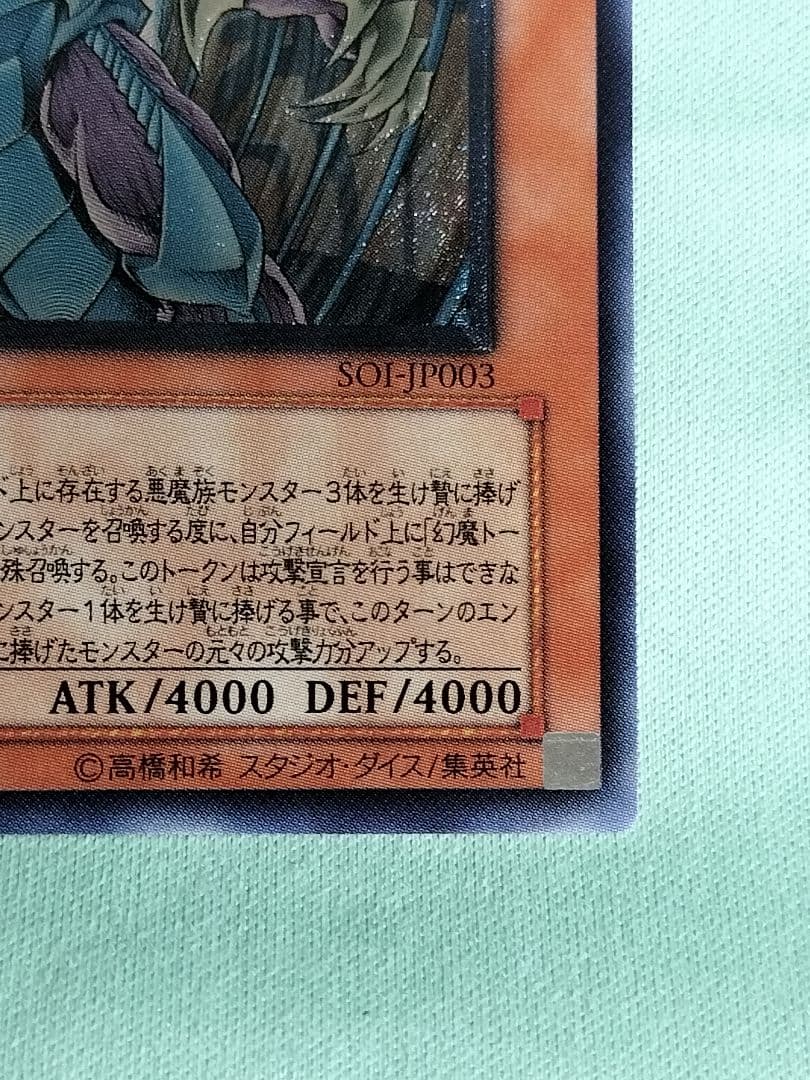 SOI-JP003
ド上に存在する悪魔族モンスター3体を生け贄に捧げ
ンスターを召喚する度に、自分フィールド上に「幻魔トー
殊召喚する。このトークンは攻撃宣言を行う事はできな
ンスター1体を生け贄に捧げる事で、このターンのエン
に捧げたモンスターの元々の攻撃力分アップする。
ATK/4000 DEF/4000
©高橋和希 スタジオ・ダイス/集英社